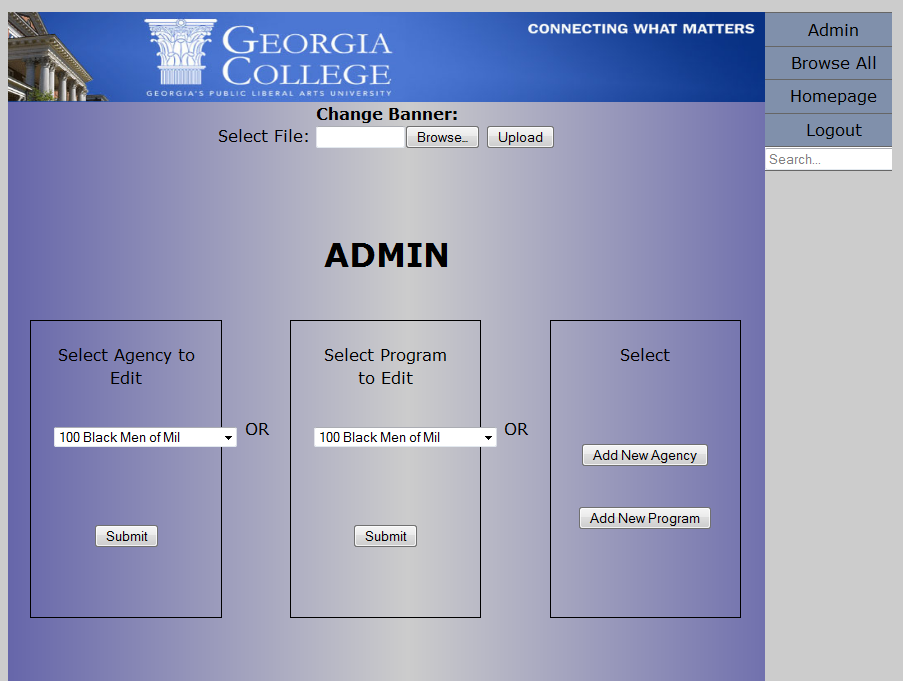 GEORGIA
COLLEGE
GEORGIA'S PUBLIC LIBERAL ARTS UNIVERSITY
CONNECTING WHAT MATTERS
Admin
Browse All
Homepage
Logout
Search...
Change Banner:
Select File:
Browse..
Upload
ADMIN
Select Agency to
Edit
100 Black Men of Mil
Submit
OR
Select Program
to Edit
100 Black Men of Mil
Submit
OR
Select
Add New Agency
Add New Program